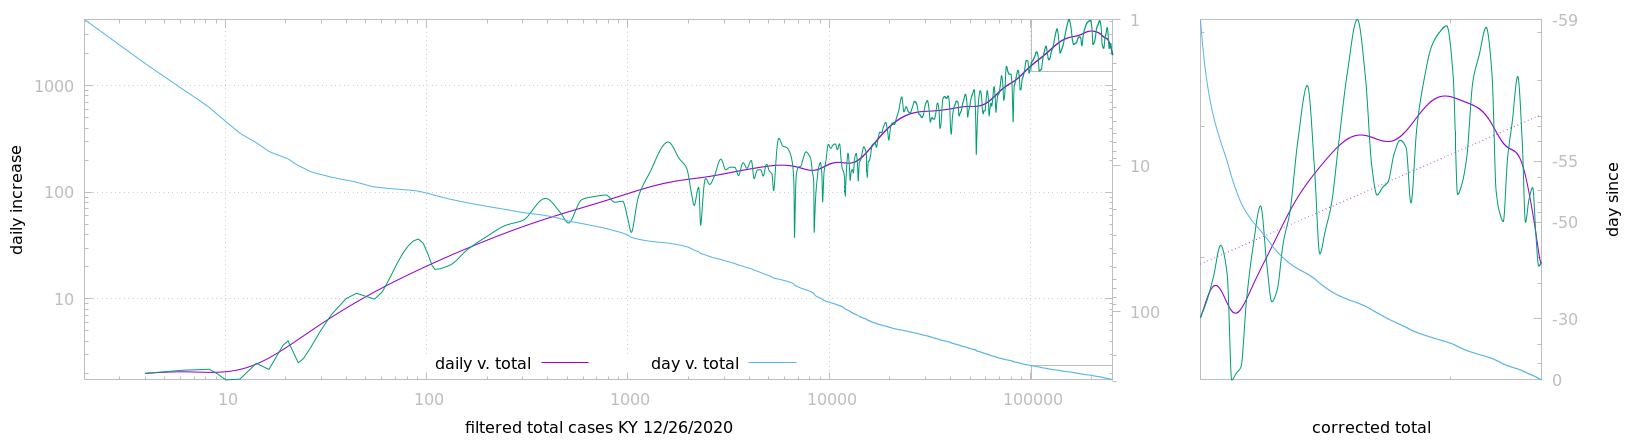 daily increase
1000
100
10
10
100
1000
10000
100000
filtered total cases KY 12/26/2020
daily v. total
day v. total
1
10
100
-59
-55
-50
-30
0
day since
corrected total